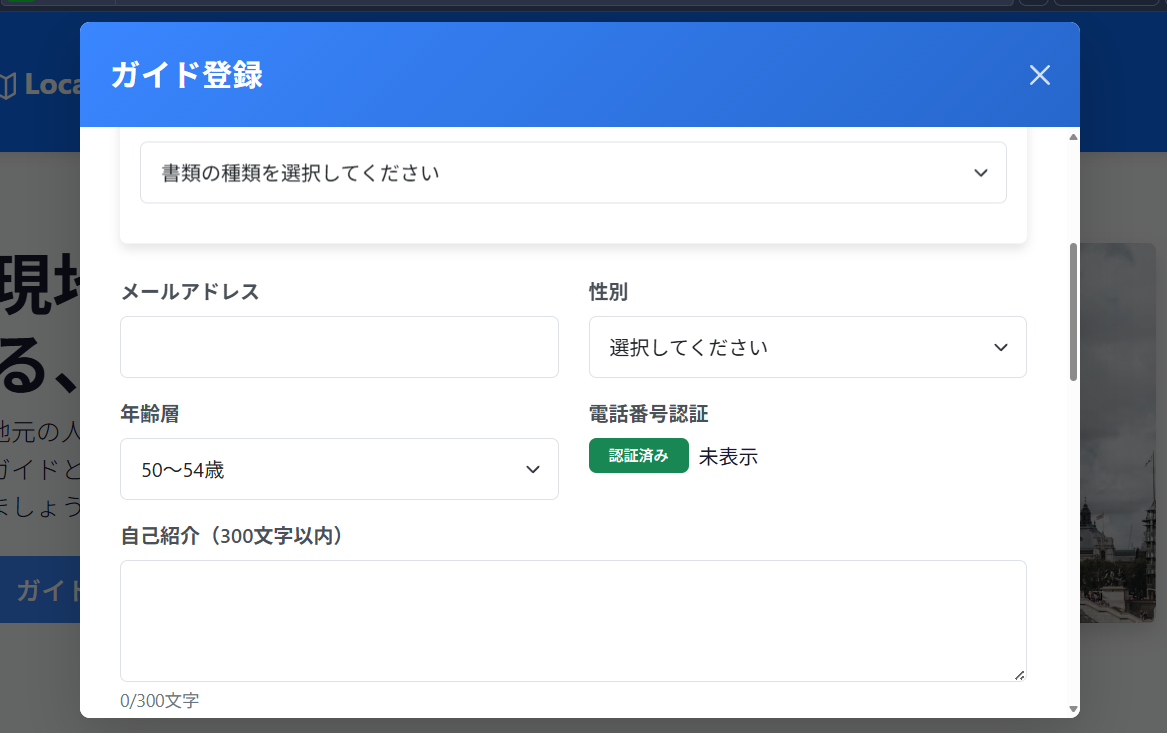 ガイド登録
Loca
書類の種類を選択してください
メールアドレス
性別
選択してください
年齢層
電話番号認証
50～54歳
認証済み 未表示
自己紹介（300文字以内）
0/300文字
現地
る、
地元の人
ガイドと
ましょう
ガイド